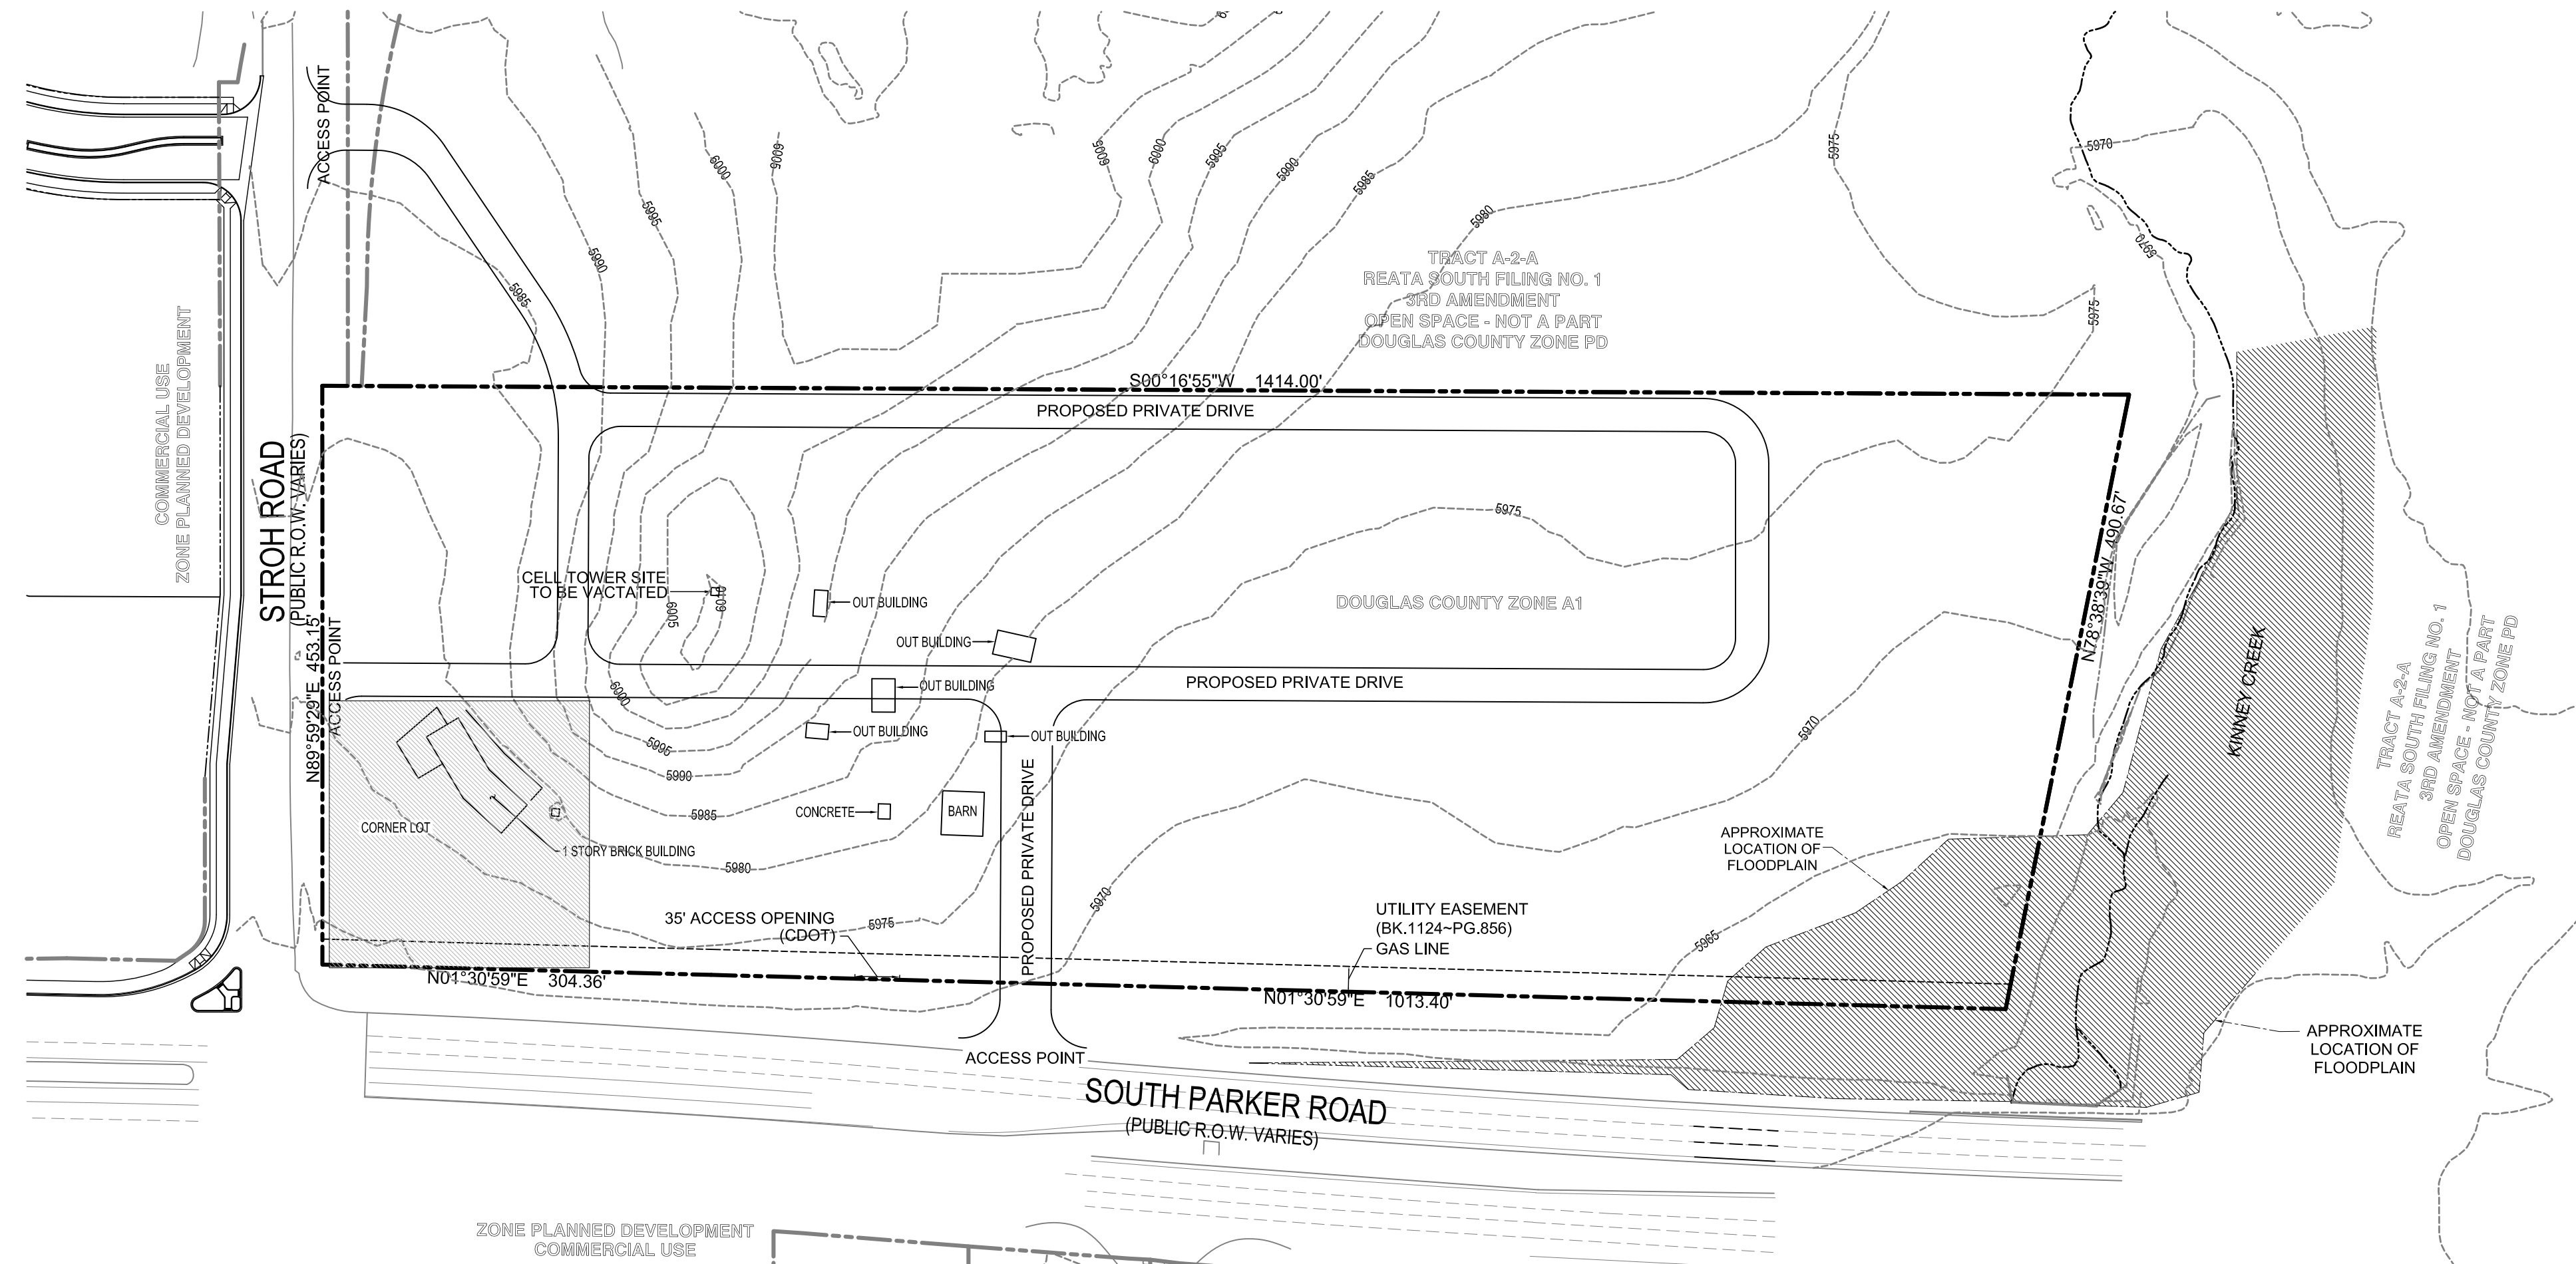 ACCESS POINT
6000
6005
6005
6000
5995
5990
5985
5975
5970
5995
5980
5970
5990
5985
5975
TRACT A-2-A
REATA SOUTH FILING NO. 1
3RD AMENDMENT
OPEN SPACE - NOT A PART
DOUGLAS COUNTY ZONE PD
COMMERCIAL USE
ZONE PLANNED DEVELOPMENT
S00°16'55"W 1414.00'
PROPOSED PRIVATE DRIVE
STROH ROAD
(PUBLIC R.O.W. VARIES)
N89°59'29"E 453.15'
ACCESS POINT
5975
N78°38'39"W 490.67'
CELL TOWER SITE
TO BE VACTATED
6010
6005
OUT BUILDING
DOUGLAS COUNTY ZONE A1
OUT BUILDING
OUT BUILDING
PROPOSED PRIVATE DRIVE
6000
KINNEY CREEK
TRACT A-2-A
REATA SOUTH FILING NO. 1
3RD AMENDMENT
OPEN SPACE - NOT A PART
DOUGLAS COUNTY ZONE PD
OUT BUILDING
OUT BUILDING
5970
5995
5990
5985
CONCRETE
BARN
PROPOSED PRIVATE DRIVE
CORNER LOT
1 STORY BRICK BUILDING
5980
APPROXIMATE
LOCATION OF
FLOODPLAIN
5970
35' ACCESS OPENING
(CDOT)
5975
UTILITY EASEMENT
(BK.1124~PG.856)
GAS LINE
5965
N01°30'59"E 304.36'
N01°30'59"E 1013.40'
ACCESS POINT
APPROXIMATE
LOCATION OF
FLOODPLAIN
SOUTH PARKER ROAD
(PUBLIC R.O.W. VARIES)
ZONE PLANNED DEVELOPMENT
COMMERCIAL USE